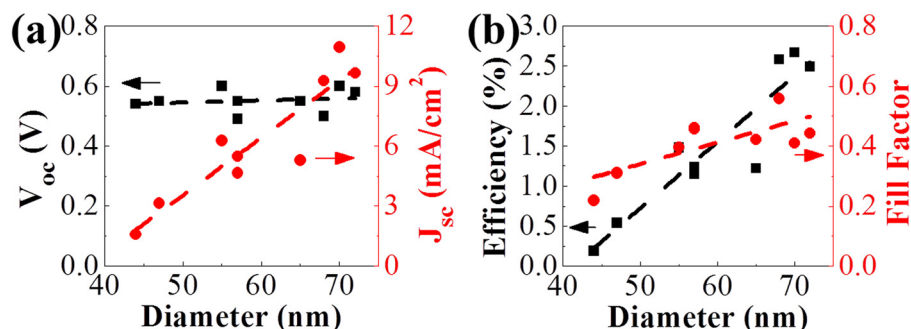 (a)
V_oc (V)
0.8
0.6
0.4
0.2
0.0
40 50 60 70
Diameter (nm)
12
9
6
3
0
J_sc (mA/cm^2)
(b)
Efficiency (%)
3.0
2.5
2.0
1.5
1.0
0.5
0.0
40 50 60 70
Diameter (nm)
0.8
0.6
0.4
0.2
0.0
Fill Factor